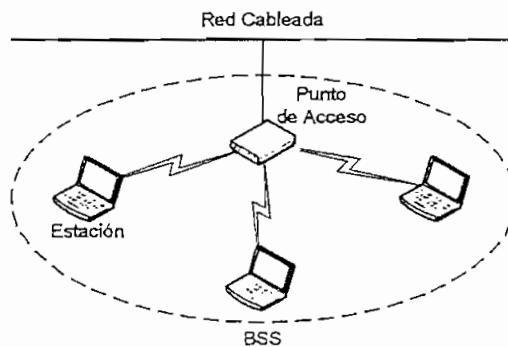 Red Cableada
Punto
de Acceso
Estación
BSS